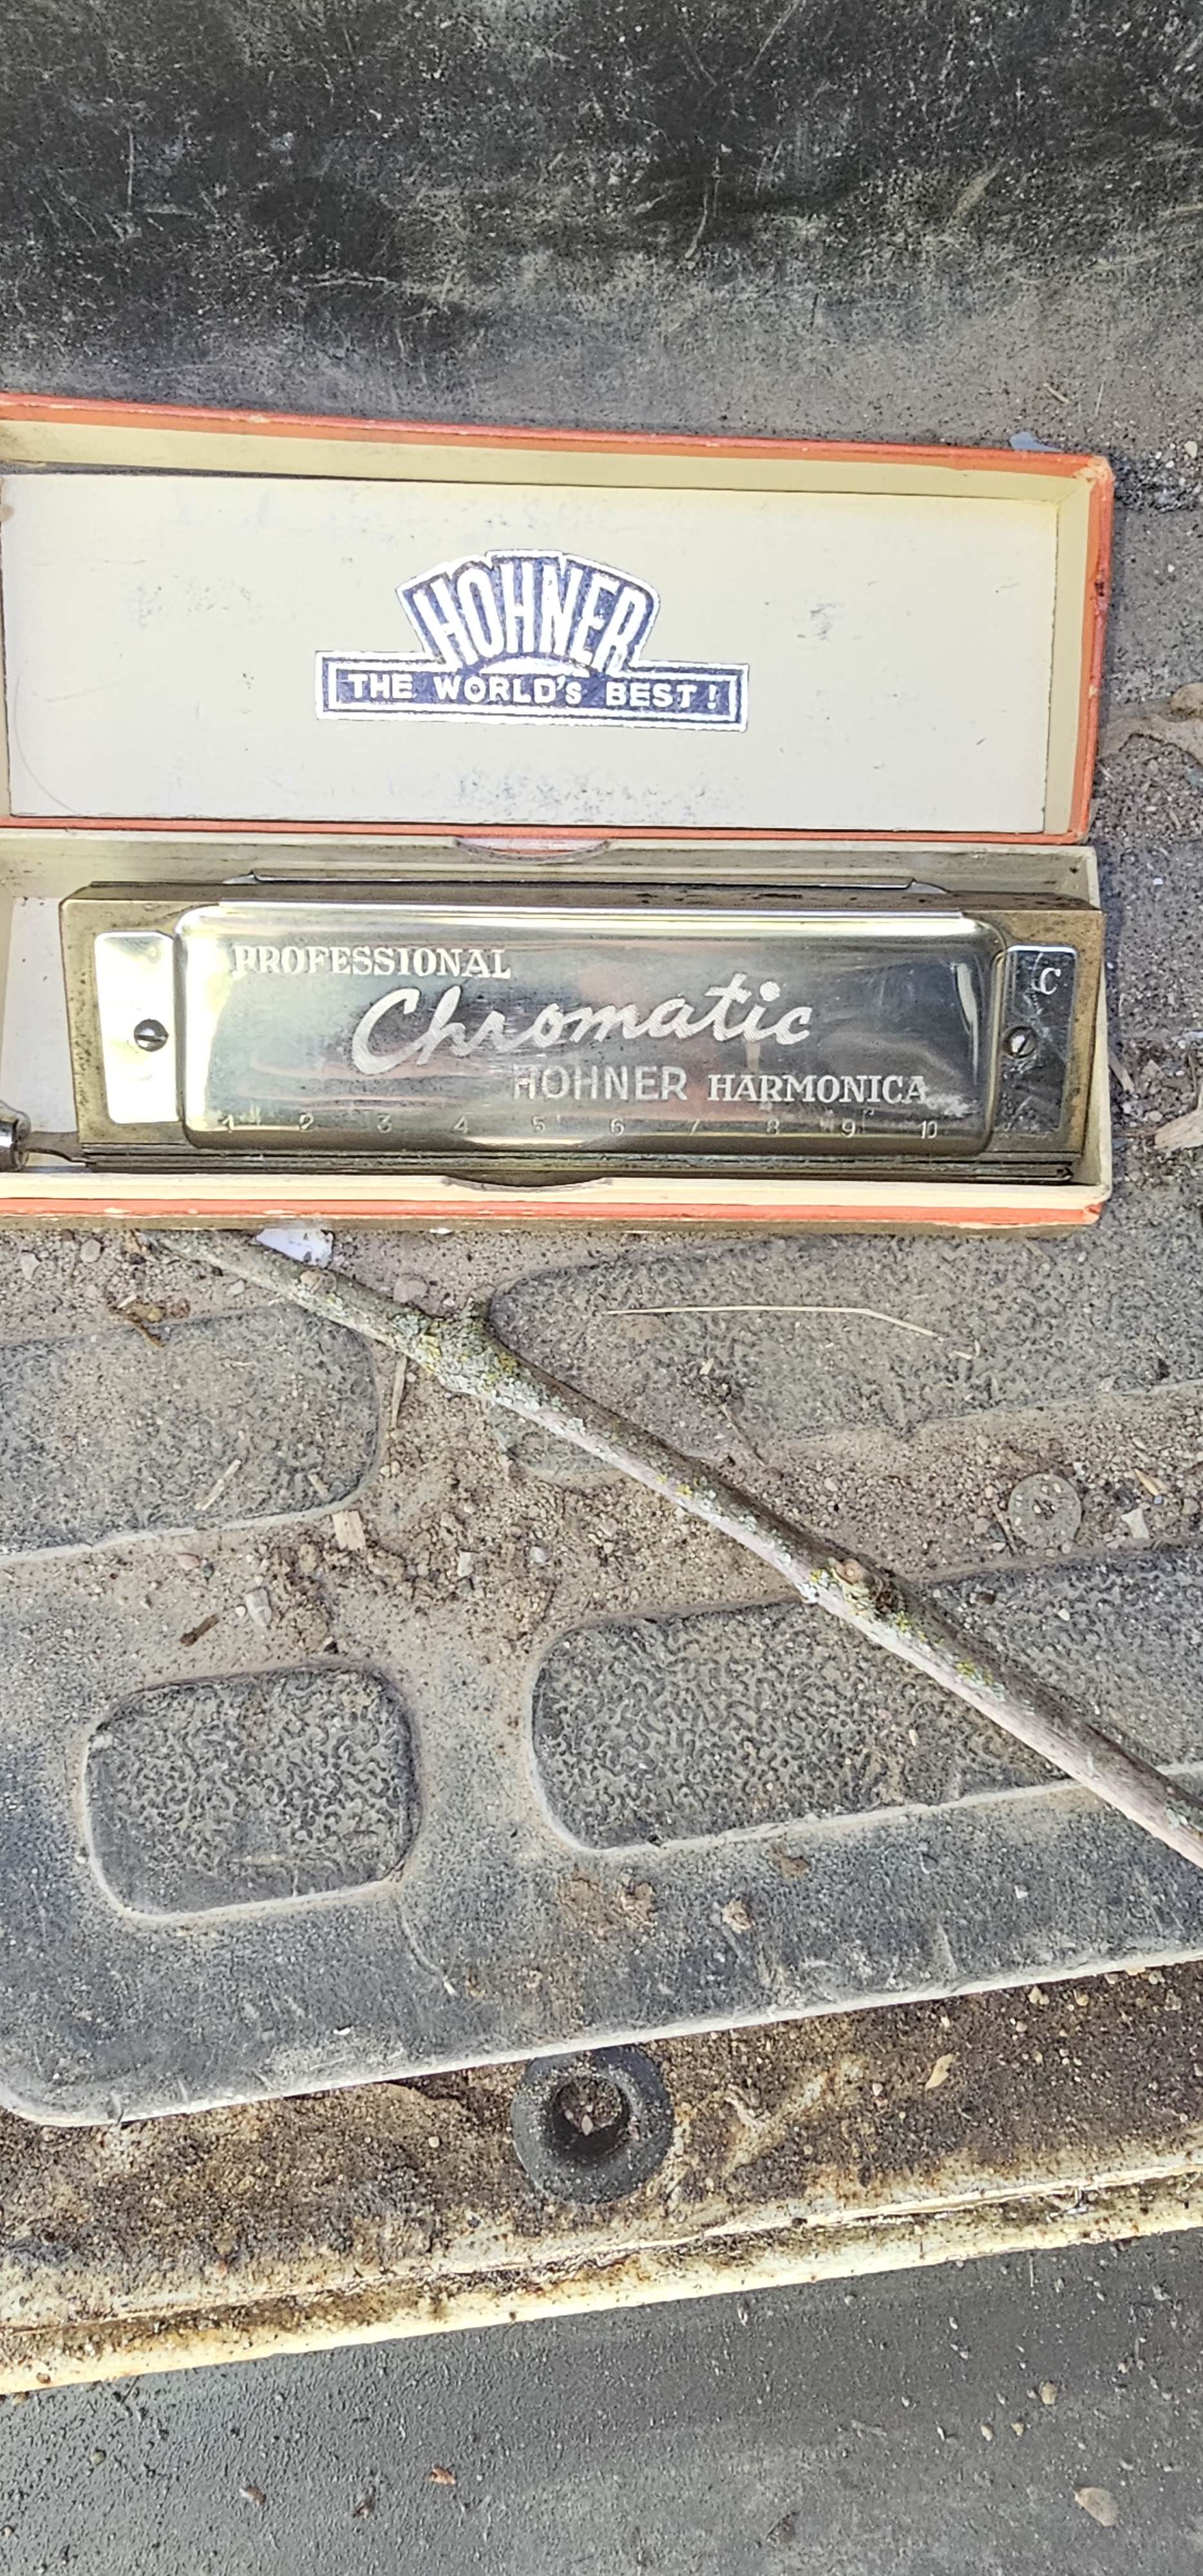 HOHNER
THE WORLD'S BEST!
PROFESSIONAL
C
Chromatic
HOHNER HARMONICA
1 2 3 4 5 6 7 8 9 10